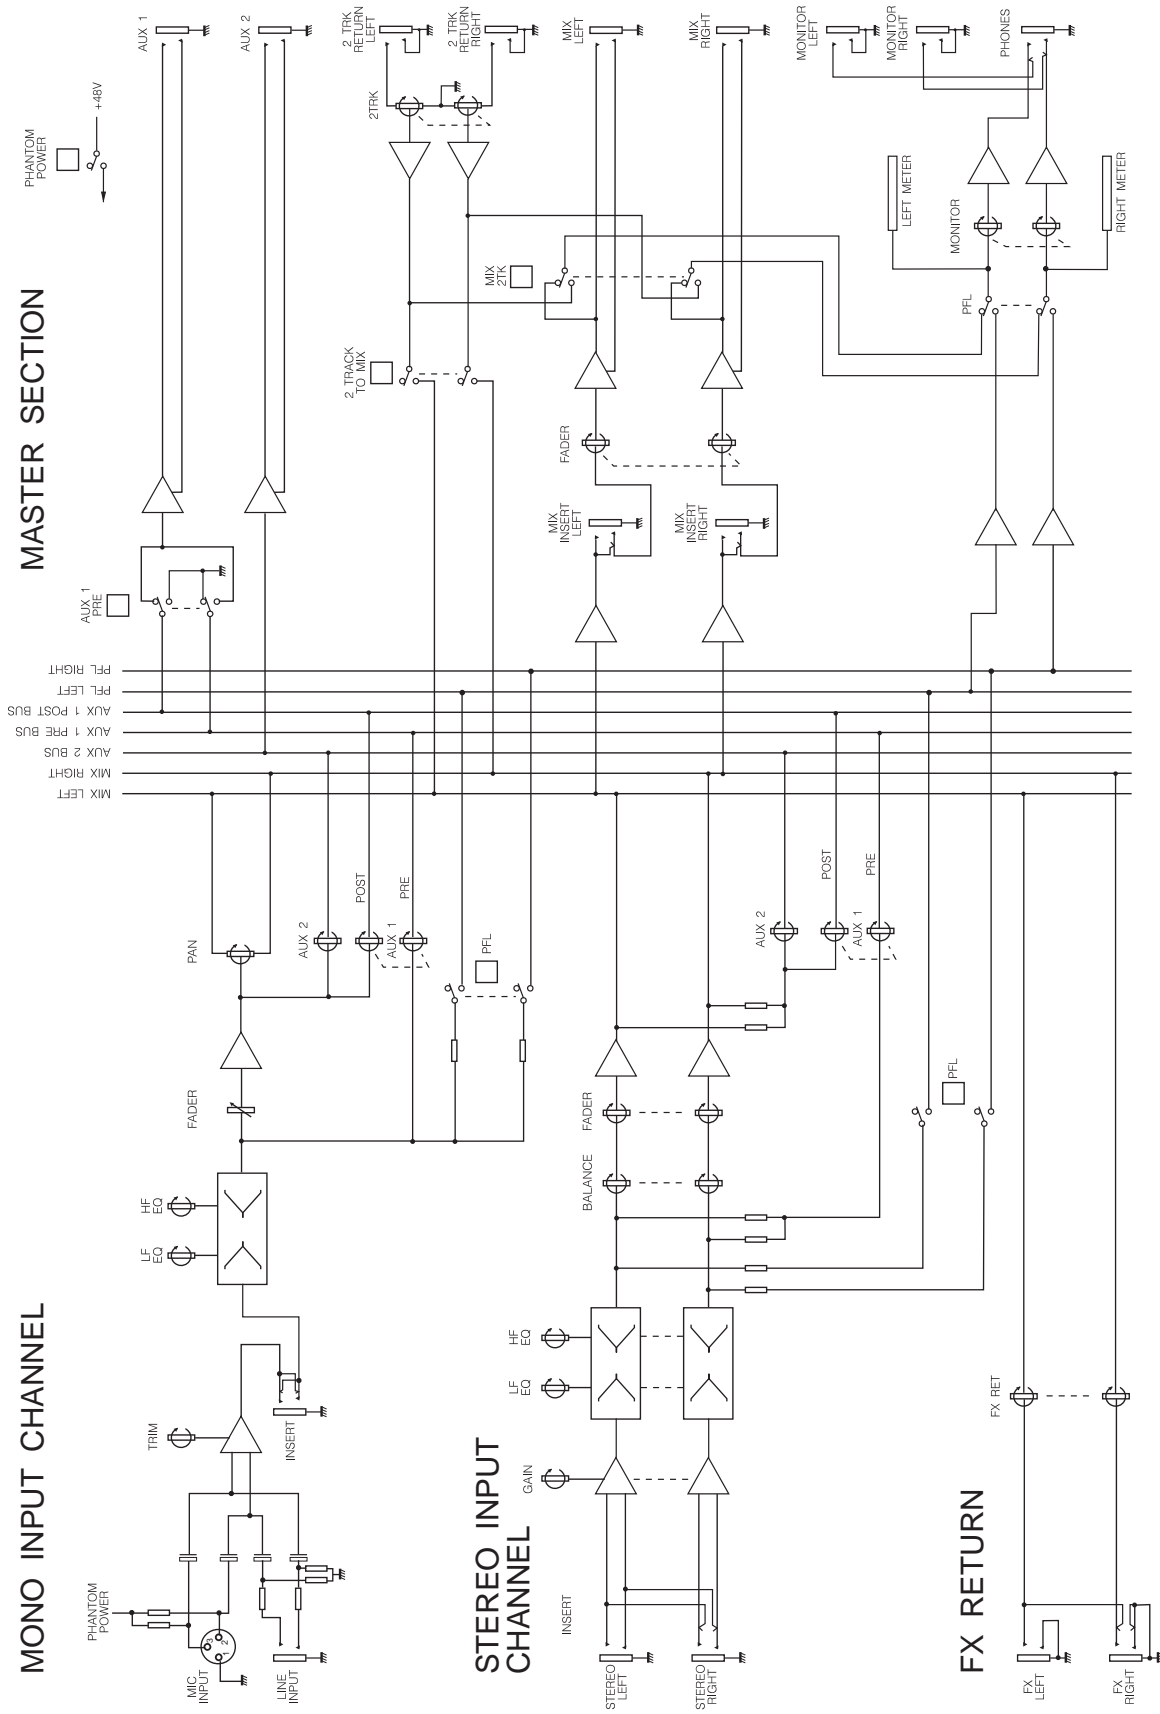 AUX 1
AUX 2
2 TRK
RETURN
LEFT
2 TRK
RETURN
RIGHT
MIX
LEFT
MIX
RIGHT
MONITOR
LEFT
MONITOR
RIGHT
PHONES
+48V
PHANTOM
POWER
2TRK
LEFT METER
RIGHT METER
MONITOR
MIX
2TK
PFL
MASTER SECTION
2 TRACK
TO MIX
FADER
MIX
INSERT
LEFT
MIX
INSERT
RIGHT
AUX 1
PRE
PFL RIGHT
PFL LEFT
AUX 1 POST BUS
AUX 1 PRE BUS
AUX 2 BUS
MIX RIGHT
MIX LEFT
PAN
AUX 2
POST
AUX 1
PRE
PFL
AUX 2
POST
AUX 1
PRE
FADER
FADER
PFL
BALANCE
HF
EQ
LF
EQ
MONO INPUT CHANNEL
HF
EQ
LF
EQ
FX RET
TRIM
INSERT
GAIN
STEREO INPUT
CHANNEL
FX RETURN
PHANTOM
POWER
3
2
1
MIC
INPUT
LINE
INPUT
INSERT
STEREO
LEFT
STEREO
RIGHT
FX
LEFT
FX
RIGHT